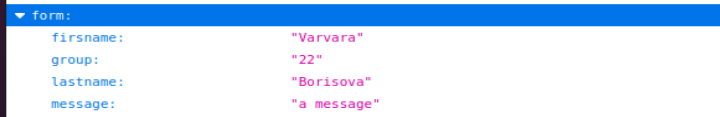 form:
firsname: "Varvara"
group: "22"
lastname: "Borisova"
message: "a message"